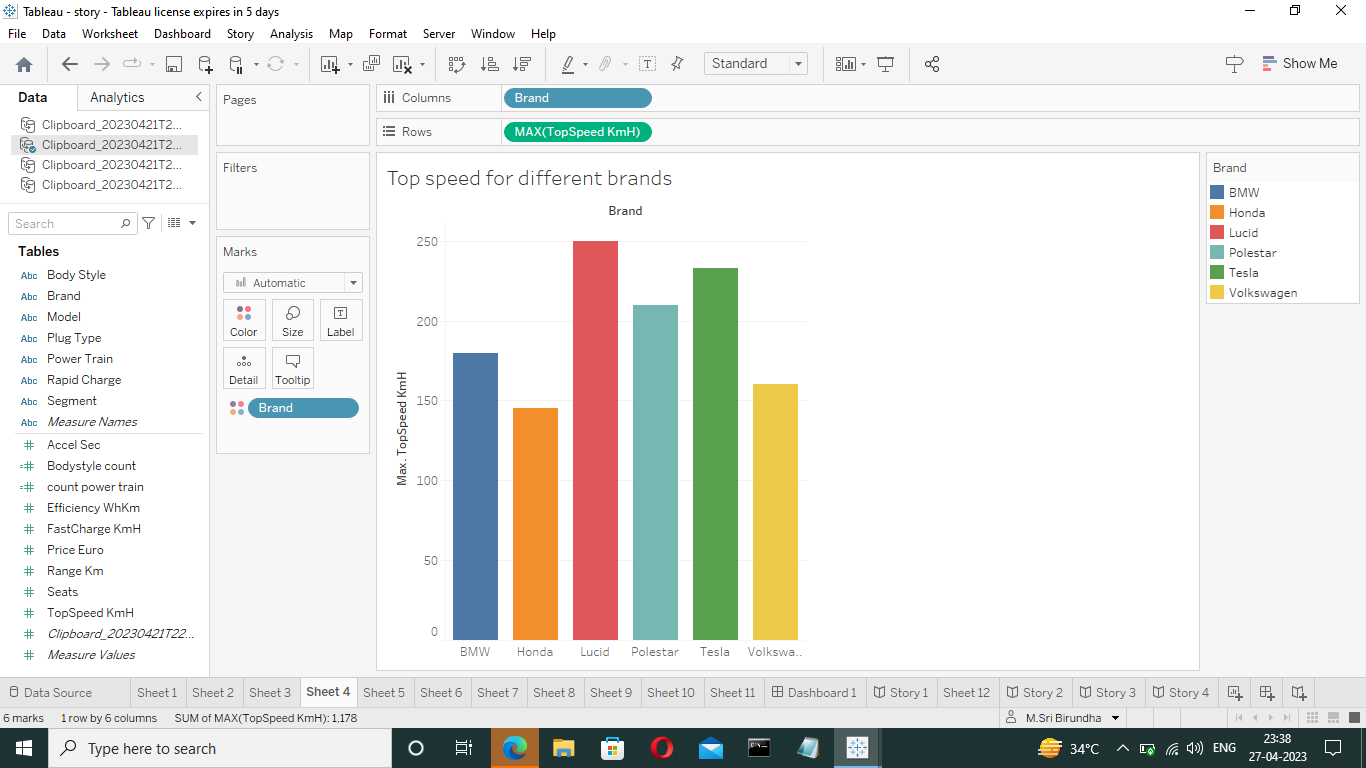 Tableau - story - Tableau license expires in 5 days
File Data Worksheet Dashboard Story Analysis Map Format Server Window Help
Standard
Show Me
Data Analytics
Clipboard_20230421T2...
Clipboard_20230421T2...
Clipboard_20230421T2...
Clipboard_20230421T2...
Search
Tables
Abc Body Style
Abc Brand
Abc Model
Abc Plug Type
Abc Power Train
Abc Rapid Charge
Abc Segment
Abc Measure Names
# Accel Sec
=# Bodystyle count
=# count power train
# Efficiency WhKm
# FastCharge KmH
# Price Euro
# Range Km
# Seats
# TopSpeed KmH
# Clipboard_20230421T22...
# Measure Values
Pages
Filters
Marks
Automatic
Color Size Label
Detail Tooltip
Brand
Columns Brand
Rows MAX(TopSpeed KmH)
Top speed for different brands
Brand
Max. TopSpeed KmH
250
200
150
100
50
0
BMW Honda Lucid Polestar Tesla Volkswa..
Brand
BMW
Honda
Lucid
Polestar
Tesla
Volkswagen
Data Source Sheet 1 Sheet 2 Sheet 3 Sheet 4 Sheet 5 Sheet 6 Sheet 7 Sheet 8 Sheet 9 Sheet 10 Sheet 11 Dashboard 1 Story 1 Sheet 12 Story 2 Story 3 Story 4
6 marks 1 row by 6 columns SUM of MAX(TopSpeed KmH): 1,178 M.Sri Birundha
Type here to search
34°C ENG
23:38
27-04-2023